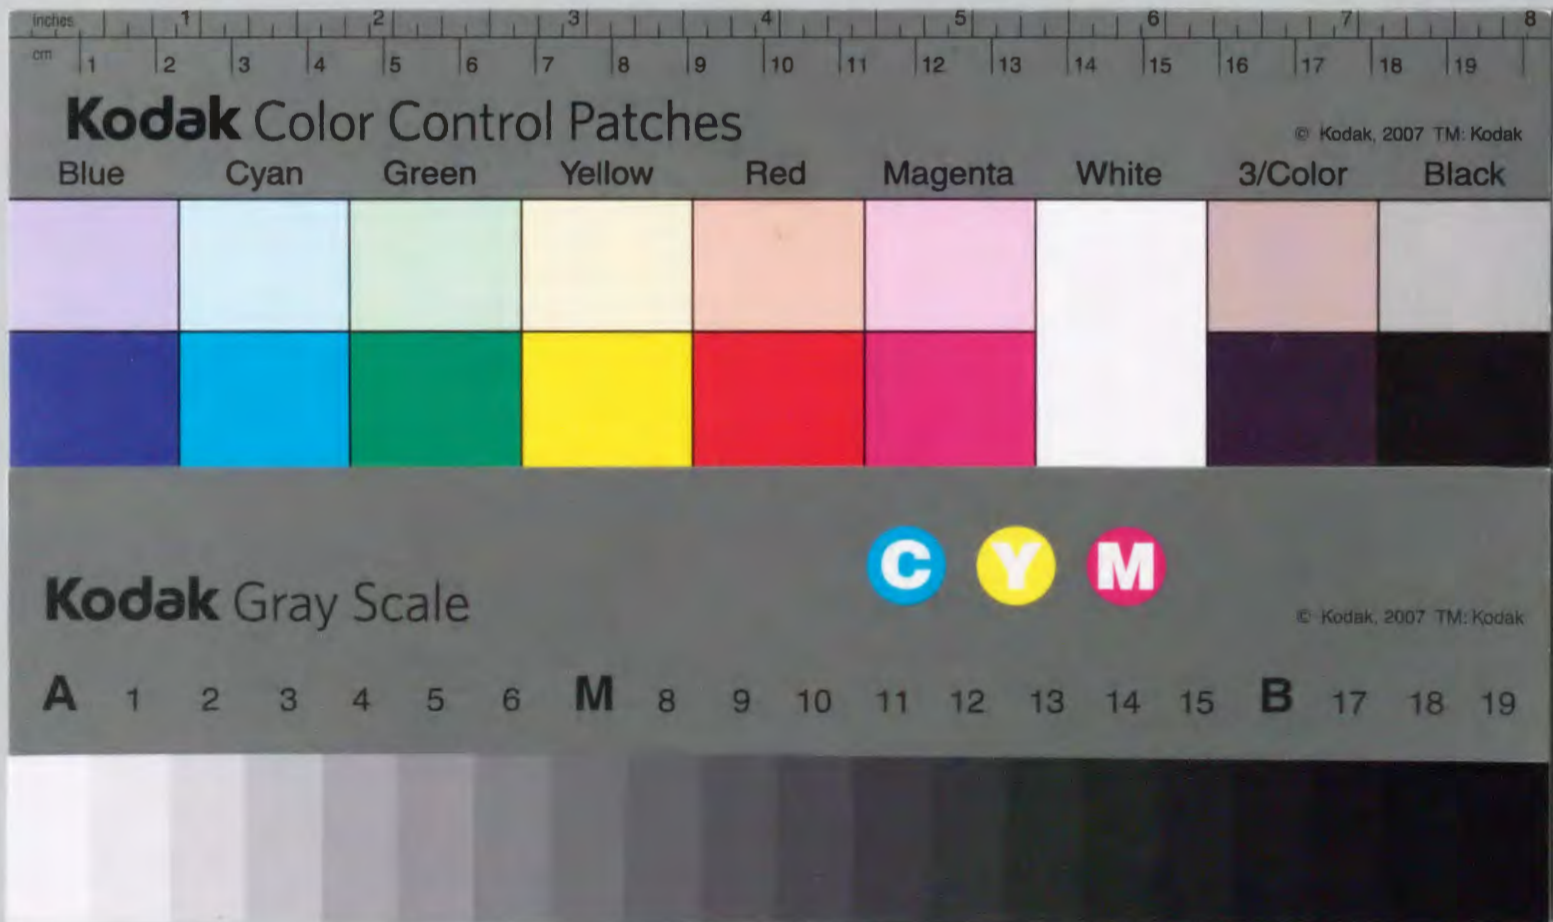 inches 1 2 3 4 5 6 7 8
cm 1 2 3 4 5 6 7 8 9 10 11 12 13 14 15 16 17 18 19
Kodak Color Control Patches
© Kodak, 2007 TM: Kodak
Blue Cyan Green Yellow Red Magenta White 3/Color Black
C Y M
Kodak Gray Scale
© Kodak, 2007 TM: Kodak
A 1 2 3 4 5 6 M 8 9 10 11 12 13 14 15 B 17 18 19